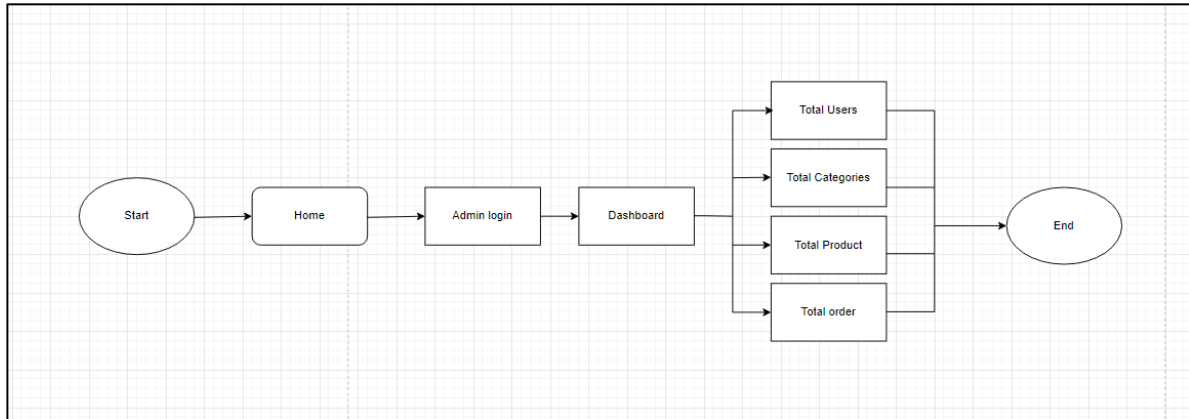 Start
Home
Admin login
Dashboard
Total Users
Total Categories
Total Product
Total order
End